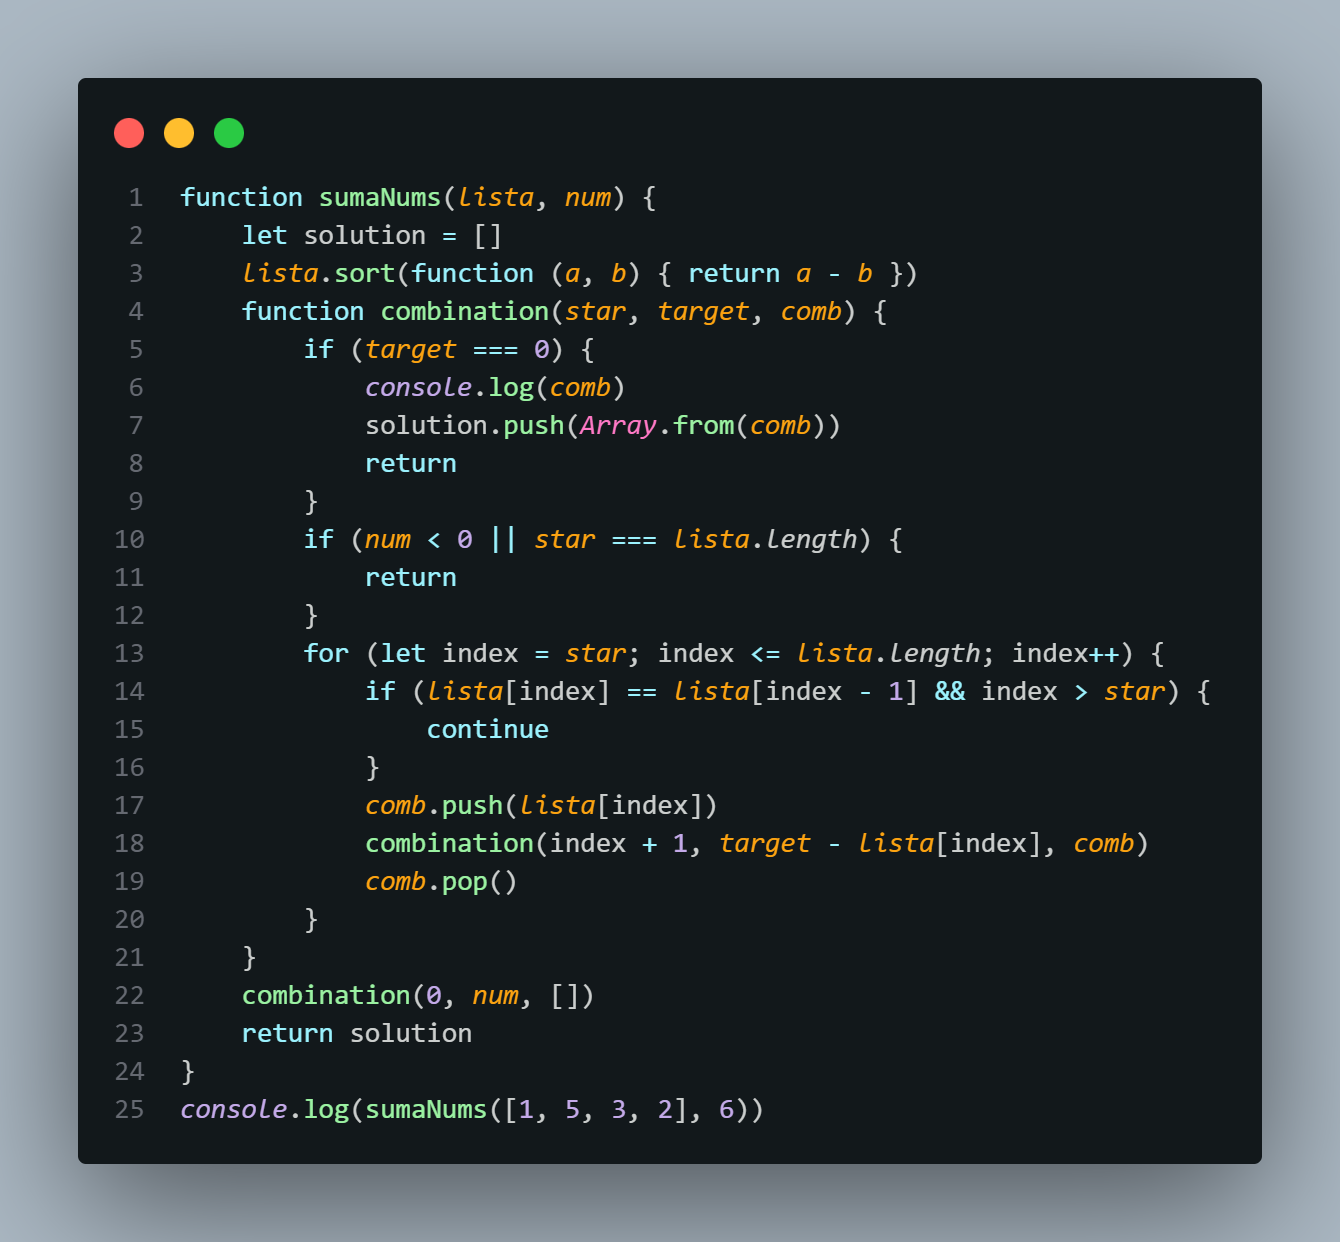 1 function sumaNums(lista, num) {
2 let solution = []
3 lista.sort(function (a, b) { return a - b })
4 function combination(star, target, comb) {
5 if (target === 0) {
6 console.log(comb)
7 solution.push(Array.from(comb))
8 return
9 }
10 if (num < 0 || star === lista.length) {
11 return
12 }
13 for (let index = star; index <= lista.length; index++) {
14 if (lista[index] == lista[index - 1] && index > star) {
15 continue
16 }
17 comb.push(lista[index])
18 combination(index + 1, target - lista[index], comb)
19 comb.pop()
20 }
21 }
22 combination(0, num, [])
23 return solution
24 }
25 console.log(sumaNums([1, 5, 3, 2], 6))